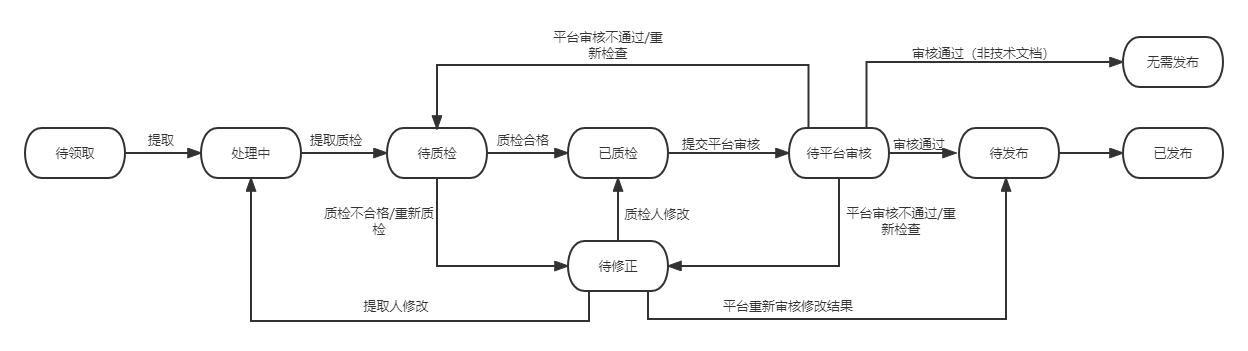 平台审核不通过/重
新检查
审核通过（非技术文档）
无需发布
待领取
提取
处理中
提取质检
待质检
质检合格
已质检
提交平台审核
待平台审核
审核通过
待发布
已发布
质检不合格/重新质
检
质检人修改
平台审核不通过/重
新检查
待修正
提取人修改
平台重新审核修改结果